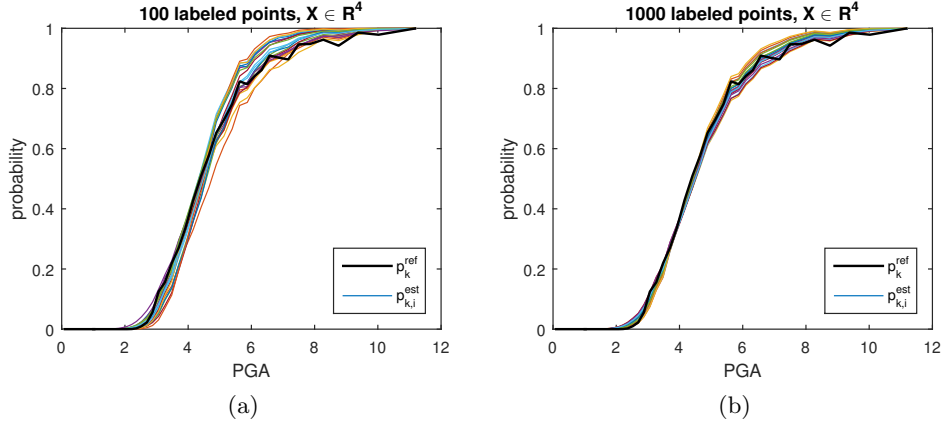 100 labeled points, X ∈ R^4
probability
1
0.8
0.6
0.4
0.2
0
0 2 4 6 8 10 12
PGA
p_k^ref
p_k,i^est
(a)
1000 labeled points, X ∈ R^4
probability
1
0.8
0.6
0.4
0.2
0
0 2 4 6 8 10 12
PGA
p_k^ref
p_k,i^est
(b)